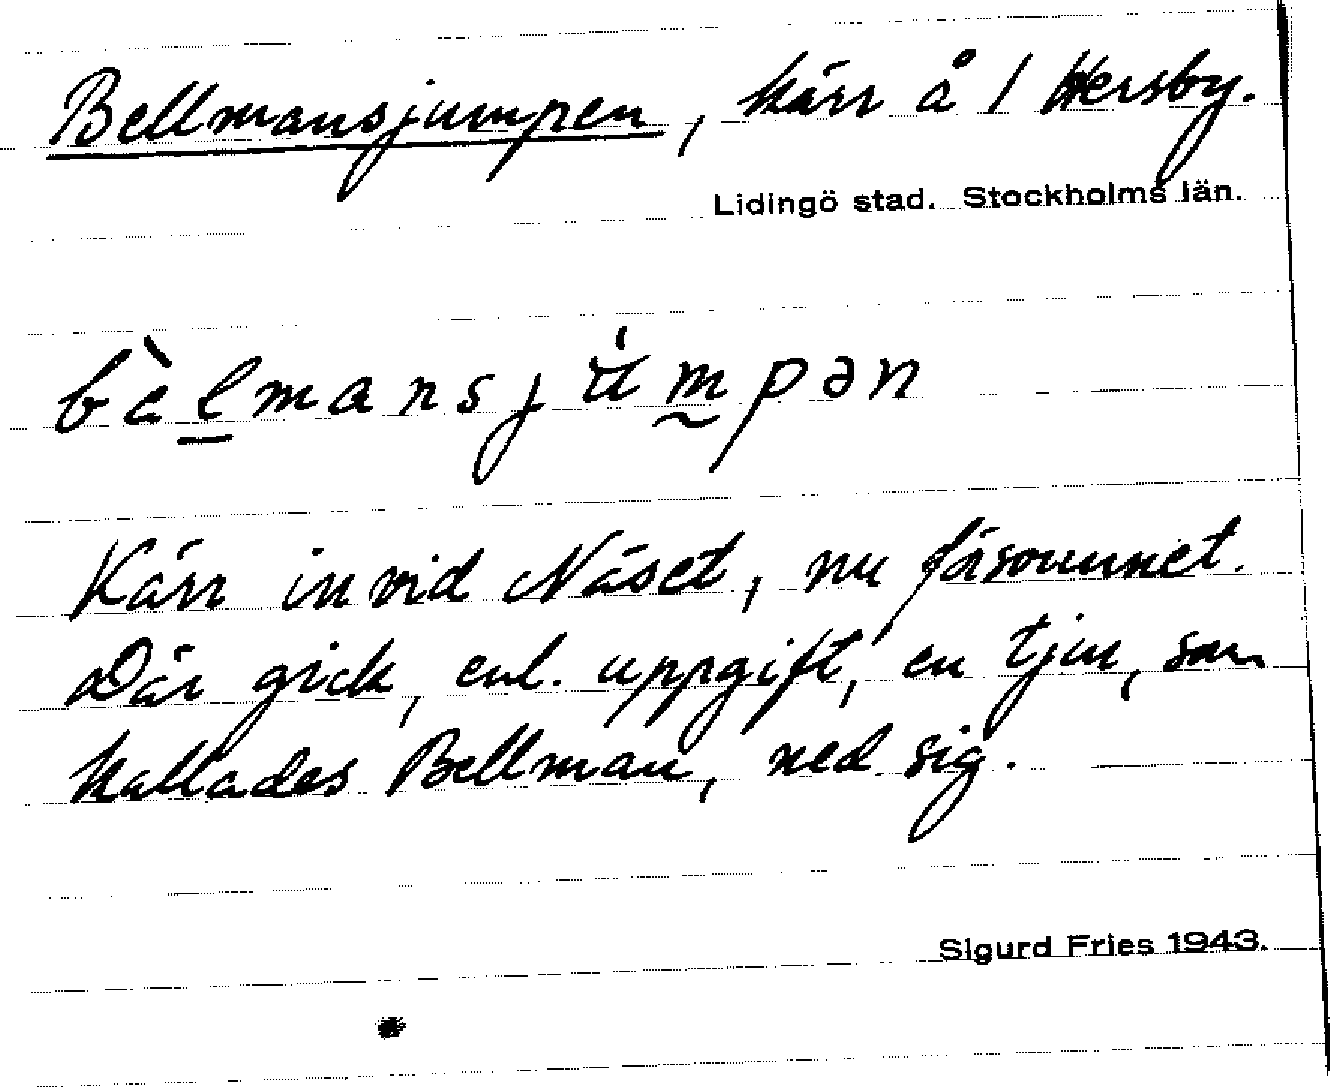 Bellmansjumpen, kärr å 1 Hersby.
Lidingö stad. Stockholms län.
bèlmansjúmpən
Kärr invid Näset, nu försvunnet.
Där gick, enl. uppgift, en tjur, som
kallades Bellman, ned sig.
Sigurd Fries 1943.